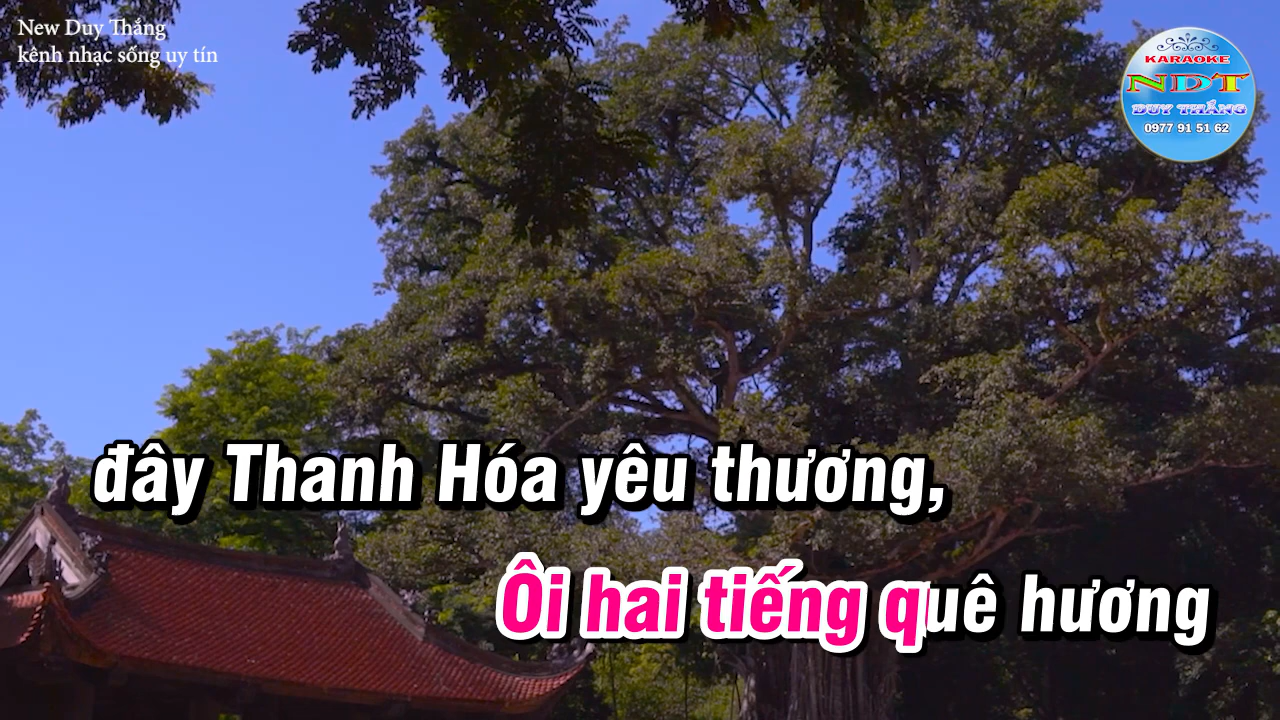 New Duy Thắng
kênh nhạc sống uy tín
KARAOKE
NDT
DUY THẮNG
0977 91 51 62
đây Thanh Hóa yêu thương,
Ôi hai tiếng quê hương